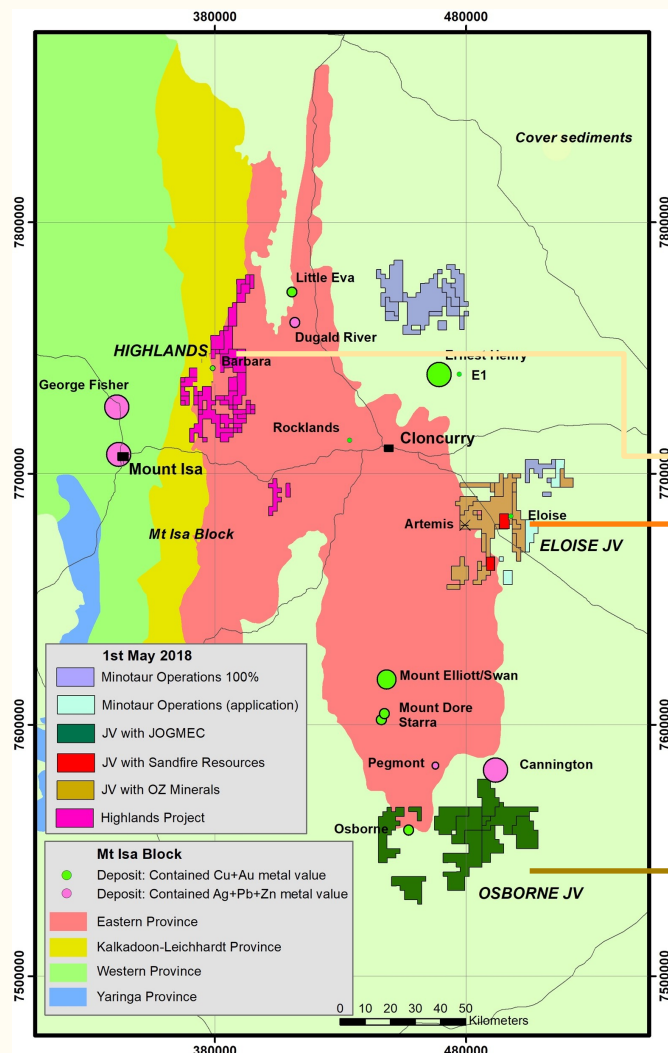 380000
480000
Cover sediments
7800000
7800000
Little Eva
Dugald River
HIGHLANDS
Barbara
Ernest Henry
E1
George Fisher
Rocklands
Cloncurry
Mount Isa
7700000
7700000
Mt Isa Block
Artemis
Eloise
ELOISE JV
1st May 2018
Minotaur Operations 100%
Minotaur Operations (application)
JV with JOGMEC
JV with Sandfire Resources
JV with OZ Minerals
Highlands Project
Mount Elliott/Swan
Mount Dore
Starra
7600000
7600000
Pegmont
Cannington
Osborne
OSBORNE JV
Mt Isa Block
Deposit: Contained Cu+Au metal value
Deposit: Contained Ag+Pb+Zn metal value
Eastern Province
Kalkadoon-Leichhardt Province
Western Province
Yaringa Province
7500000
7500000
0 10 20 30 40 50
Kilometers
380000
480000